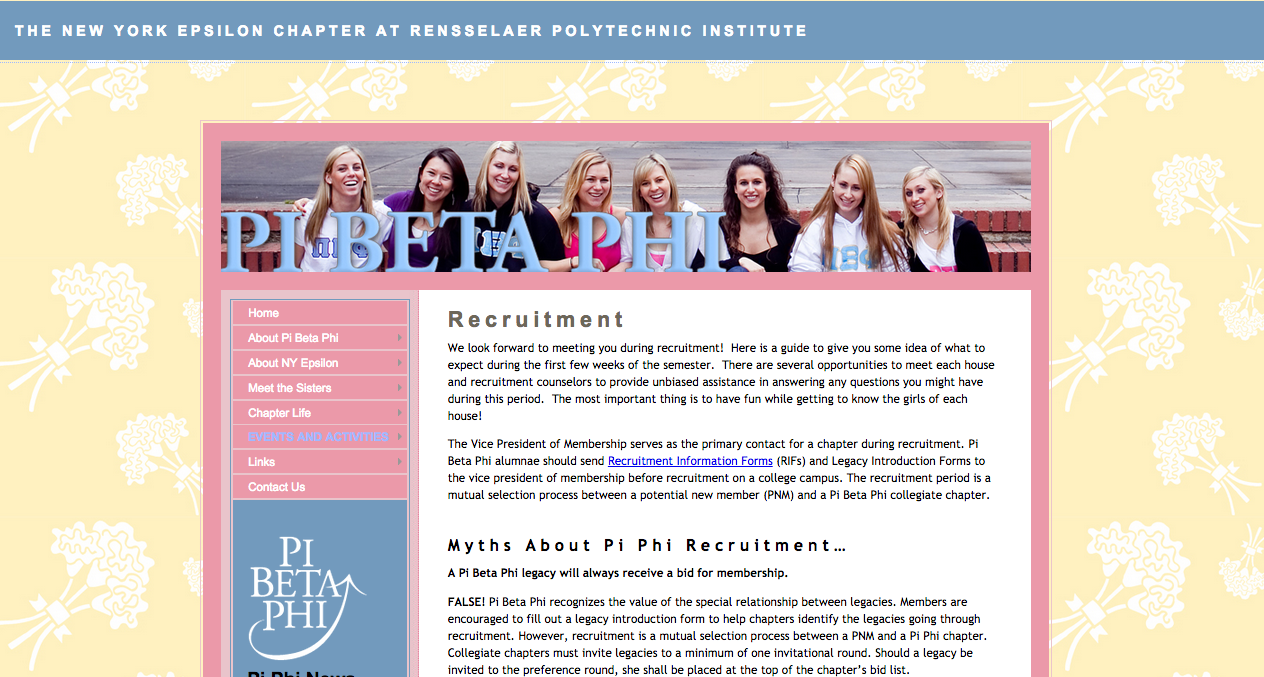 THE NEW YORK EPSILON CHAPTER AT RENSSELAER POLYTECHNIC INSTITUTE
PI BETA PHI
Home
About Pi Beta Phi
About NY Epsilon
Meet the Sisters
Chapter Life
EVENTS AND ACTIVITIES
Links
Contact Us
PI
BETA
PHI
Pi Phi News
Recruitment
We look forward to meeting you during recruitment!  Here is a guide to give you some idea of what to
expect during the first few weeks of the semester.  There are several opportunities to meet each house
and recruitment counselors to provide unbiased assistance in answering any questions you might have
during this period.  The most important thing is to have fun while getting to know the girls of each
house!
The Vice President of Membership serves as the primary contact for a chapter during recruitment. Pi
Beta Phi alumnae should send Recruitment Information Forms (RIFs) and Legacy Introduction Forms to
the vice president of membership before recruitment on a college campus. The recruitment period is a
mutual selection process between a potential new member (PNM) and a Pi Beta Phi collegiate chapter.
Myths About Pi Phi Recruitment…
A Pi Beta Phi legacy will always receive a bid for membership.
FALSE! Pi Beta Phi recognizes the value of the special relationship between legacies. Members are
encouraged to fill out a legacy introduction form to help chapters identify the legacies going through
recruitment. However, recruitment is a mutual selection process between a PNM and a Pi Phi chapter.
Collegiate chapters must invite legacies to a minimum of one invitational round. Should a legacy be
invited to the preference round, she shall be placed at the top of the chapter’s bid list.